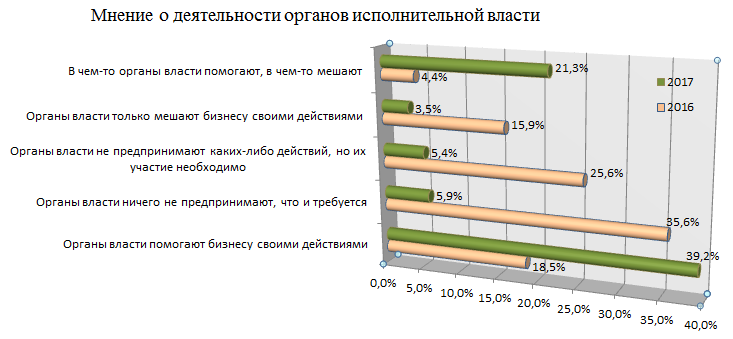 Мнение о деятельности органов исполнительной власти
В чем-то органы власти помогают, в чем-то мешают
21,3%
4,4%
2017
2016
Органы власти только мешают бизнесу своими действиями
3,5%
15,9%
Органы власти не предпринимают каких-либо действий, но их
участие необходимо
5,4%
25,6%
Органы власти ничего не предпринимают, что и требуется
5,9%
35,6%
Органы власти помогают бизнесу своими действиями
39,2%
18,5%
0,0% 5,0% 10,0% 15,0% 20,0% 25,0% 30,0% 35,0% 40,0%